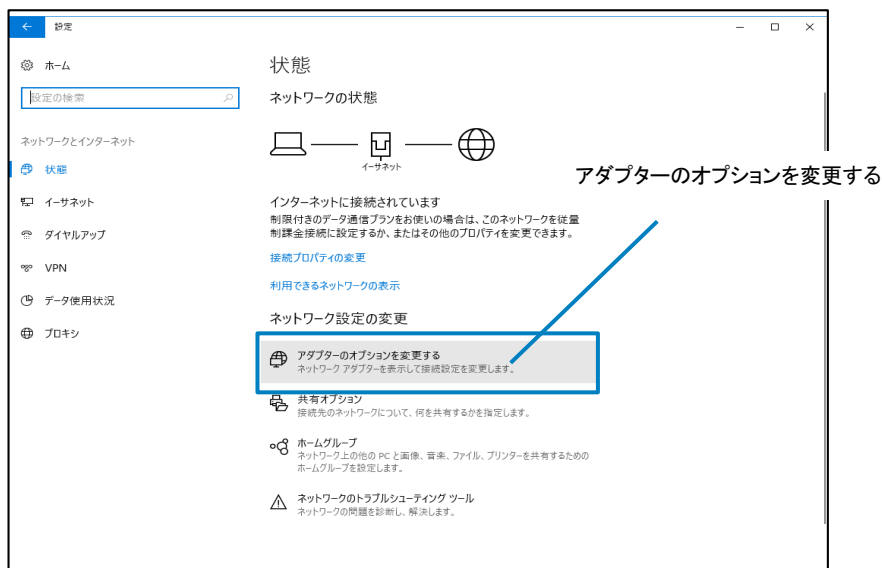 設定
ホーム
設定の検索
ネットワークとインターネット
状態
イーサネット
ダイヤルアップ
VPN
データ使用状況
プロキシ
状態
ネットワークの状態
イーサネット
インターネットに接続されています
制限付きのデータ通信プランをお使いの場合は、このネットワークを従量
制課金接続に設定するか、またはその他のプロパティを変更できます。
接続プロパティの変更
利用できるネットワークの表示
ネットワーク設定の変更
アダプターのオプションを変更する
ネットワーク アダプターを表示して接続設定を変更します。
共有オプション
接続先のネットワークについて、何を共有するかを指定します。
ホームグループ
ネットワーク上の他の PC と画像、音楽、ファイル、プリンターを共有するための
ホームグループを設定します。
ネットワークのトラブルシューティング ツール
ネットワークの問題を診断し、解決します。
アダプターのオプションを変更する